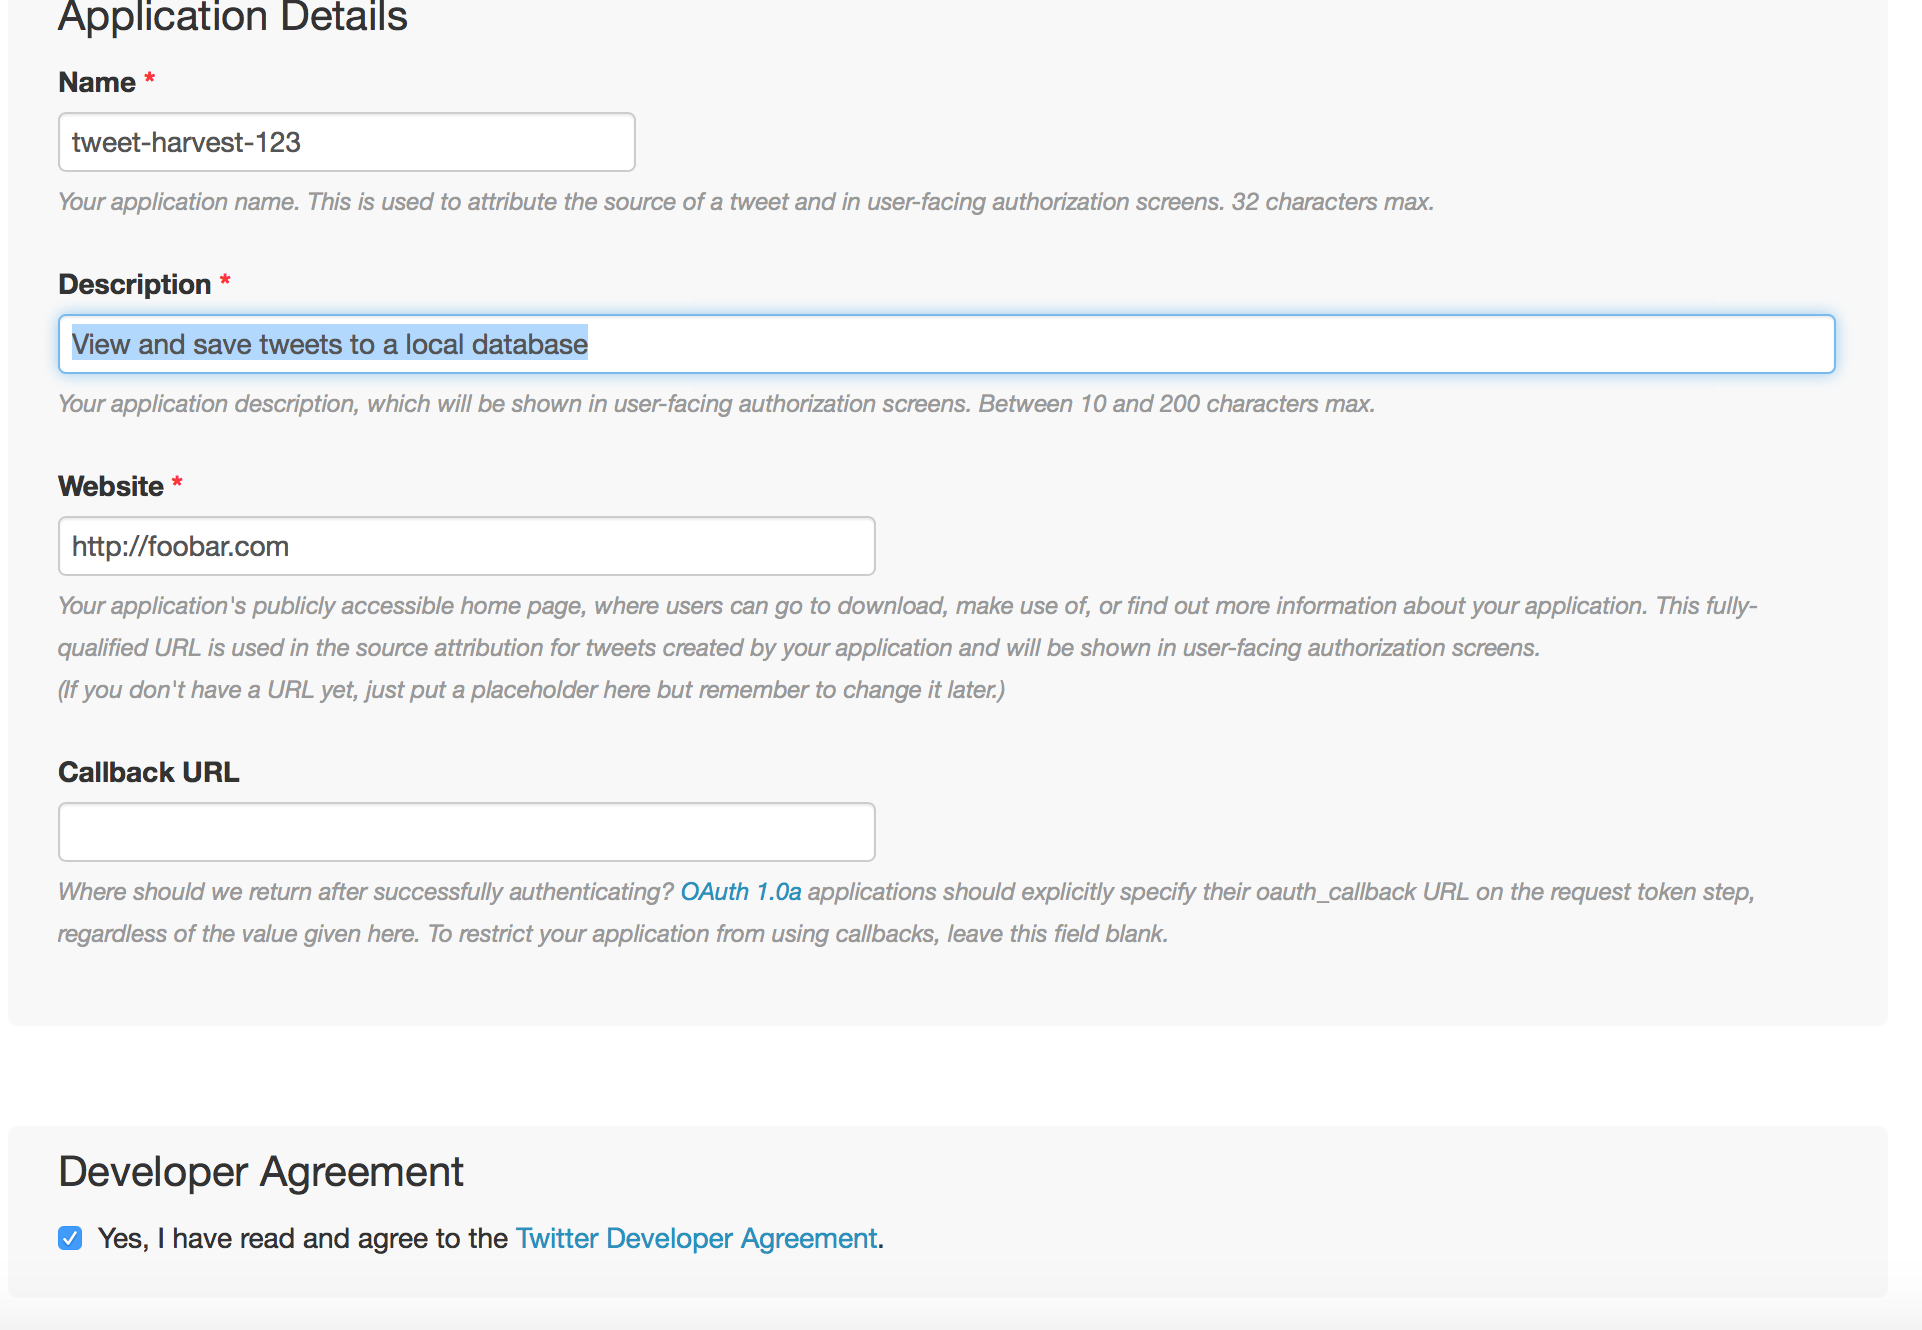 Application Details
Name *
tweet-harvest-123
Your application name. This is used to attribute the source of a tweet and in user-facing authorization screens. 32 characters max.
Description *
View and save tweets to a local database
Your application description, which will be shown in user-facing authorization screens. Between 10 and 200 characters max.
Website *
http://foobar.com
Your application's publicly accessible home page, where users can go to download, make use of, or find out more information about your application. This fully-
qualified URL is used in the source attribution for tweets created by your application and will be shown in user-facing authorization screens.
(If you don't have a URL yet, just put a placeholder here but remember to change it later.)
Callback URL
Where should we return after successfully authenticating? OAuth 1.0a applications should explicitly specify their oauth_callback URL on the request token step,
regardless of the value given here. To restrict your application from using callbacks, leave this field blank.
Developer Agreement
Yes, I have read and agree to the Twitter Developer Agreement.